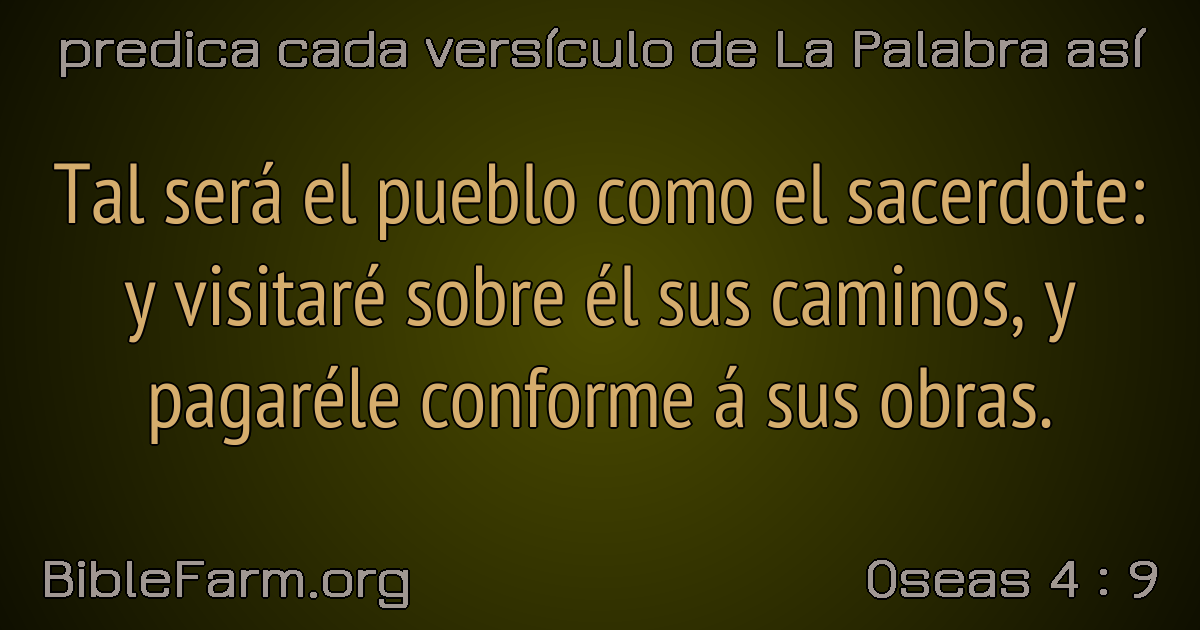 predica cada versículo de La Palabra así
Tal será el pueblo como el sacerdote:
y visitaré sobre él sus caminos, y
pagaréle conforme á sus obras.
BibleFarm.org
Oseas 4 : 9